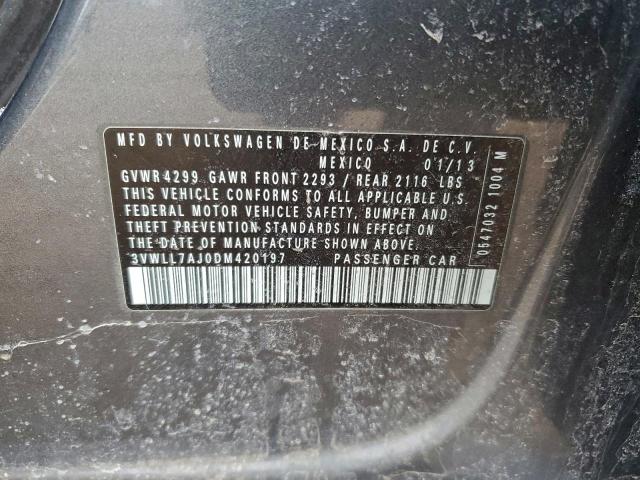 MFD BY VOLKSWAGEN DE MEXICO S.A. DE C.V.
MEXICO 01/13
GVWR 4299 GAWR FRONT 2293 / REAR 2116 LBS
THIS VEHICLE CONFORMS TO ALL APPLICABLE U.S.
FEDERAL MOTOR VEHICLE SAFETY, BUMPER AND
THEFT PREVENTION STANDARDS IN EFFECT ON
THE DATE OF MANUFACTURE SHOWN ABOVE.
3VWLL7AJ0DM420197 PASSENGER CAR
0547032 1004 M